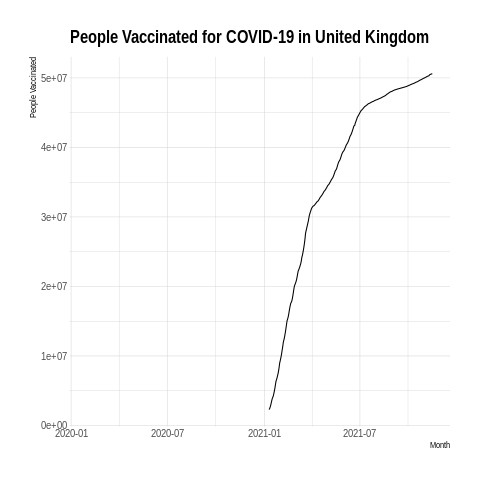 People Vaccinated for COVID-19 in United Kingdom
People Vaccinated
5e+07
4e+07
3e+07
2e+07
1e+07
0e+00
2020-01 2020-07 2021-01 2021-07
Month